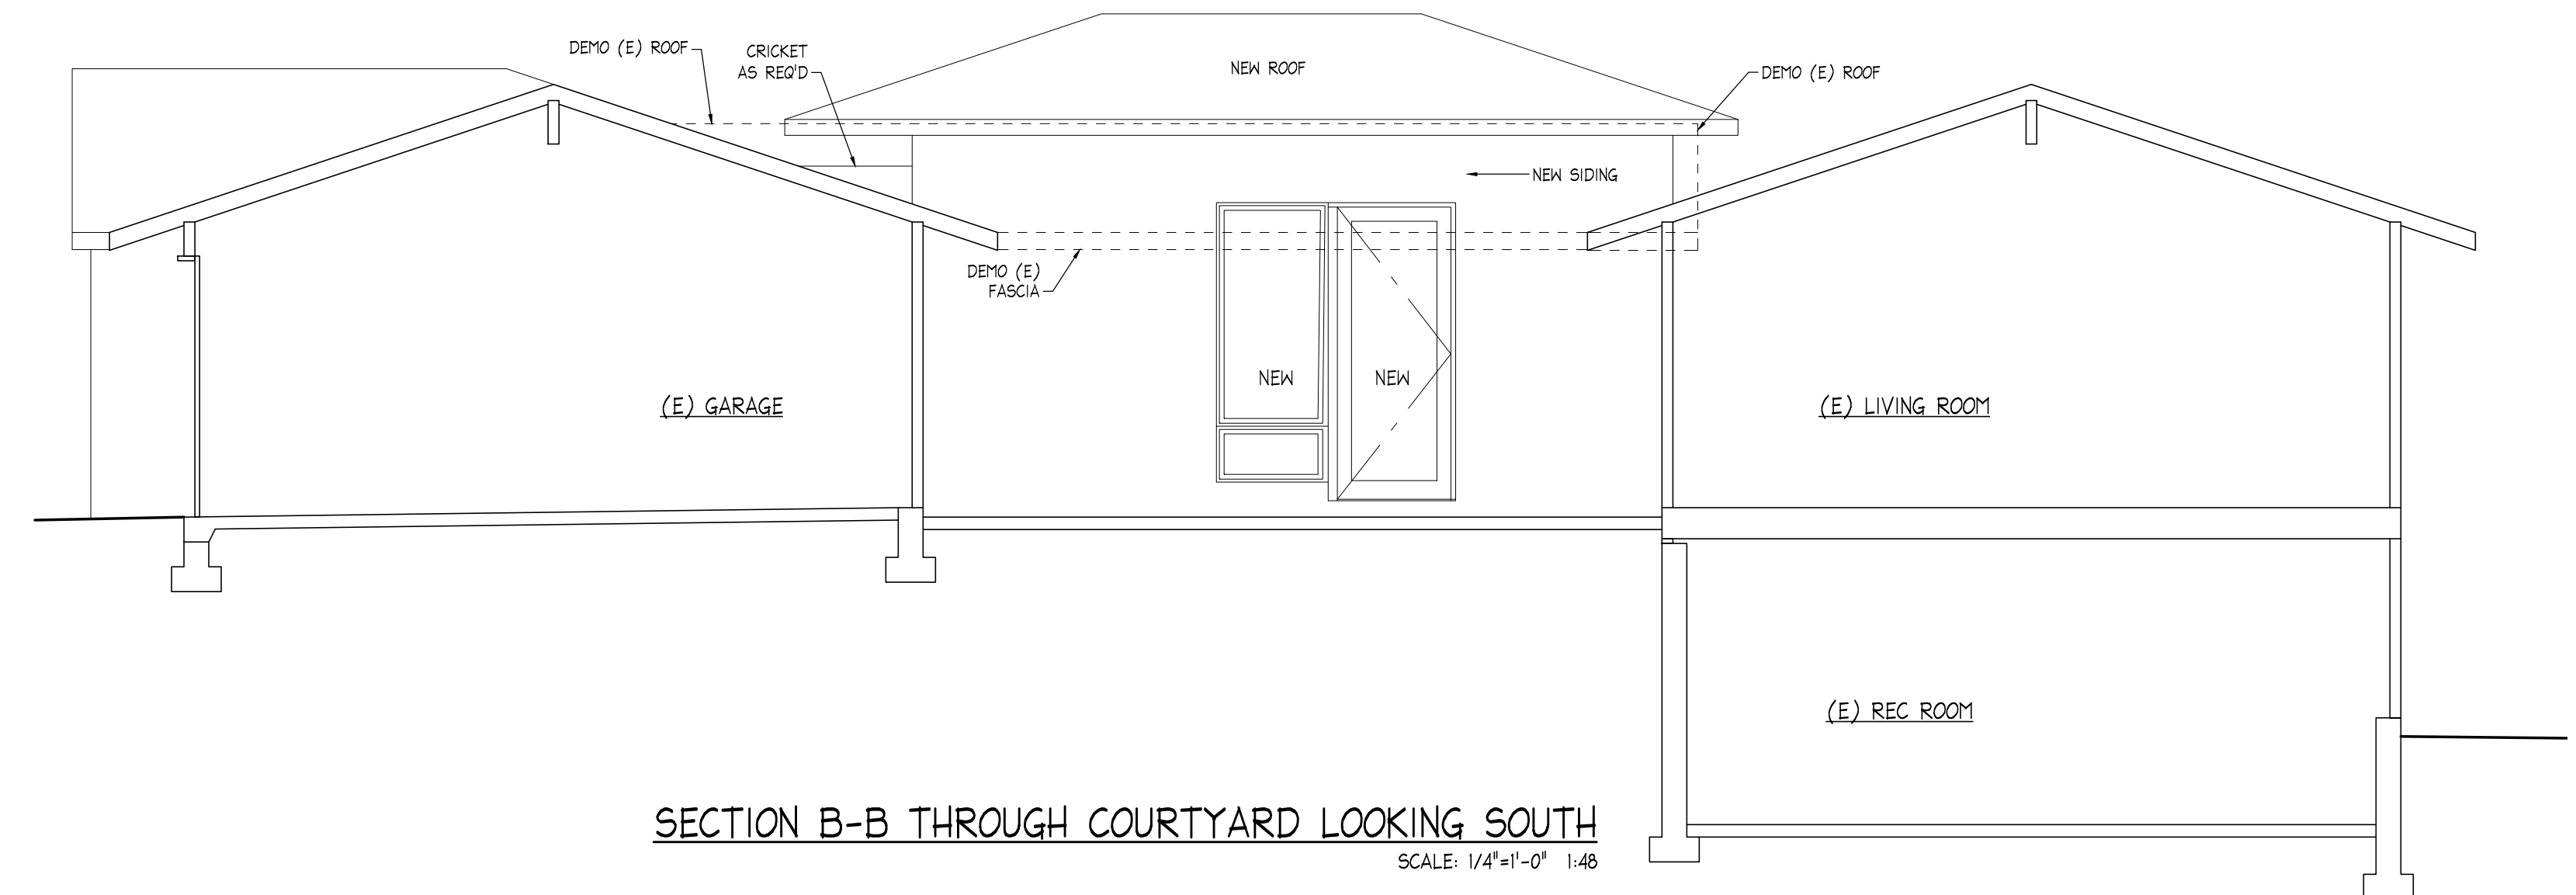 DEMO (E) ROOF
CRICKET
AS REQ'D
NEW ROOF
DEMO (E) ROOF
NEW SIDING
DEMO (E)
FASCIA
NEW
NEW
(E) GARAGE
(E) LIVING ROOM
(E) REC ROOM
SECTION B-B THROUGH COURTYARD LOOKING SOUTH
SCALE: 1/4"=1'-0" 1:48